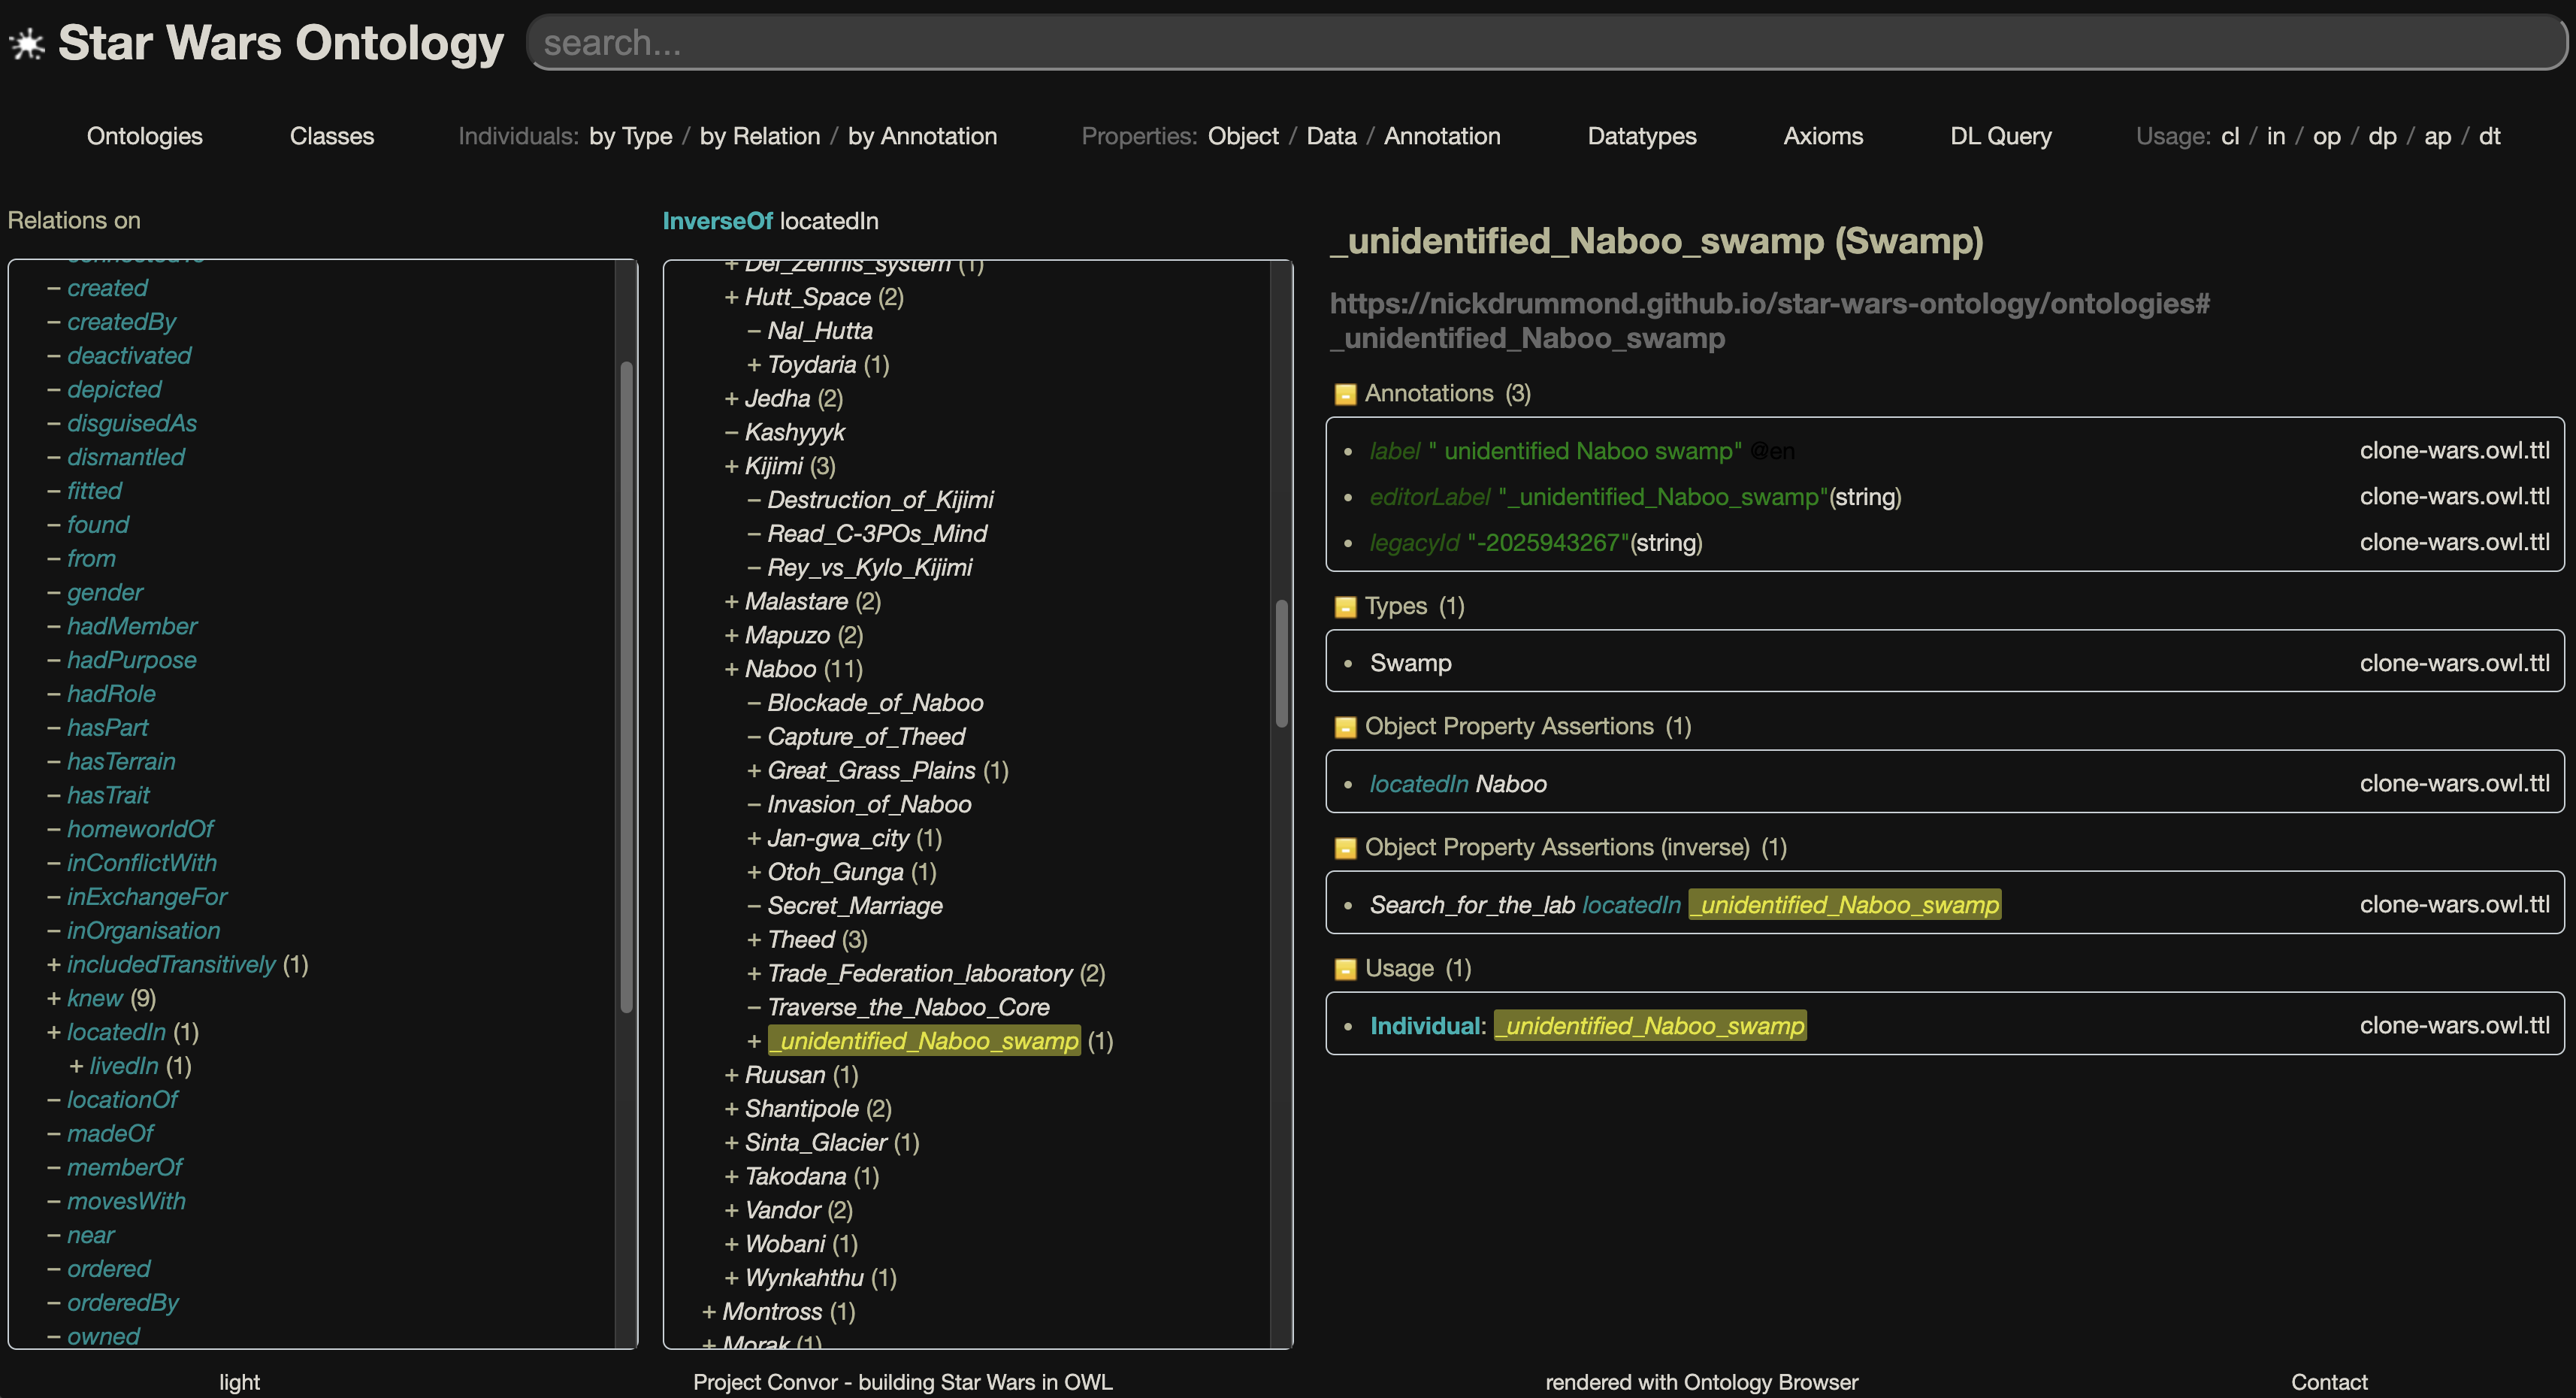 Star Wars Ontology
search...
Ontologies
Classes
Individuals: by Type / by Relation / by Annotation
Properties: Object / Data / Annotation
Datatypes
Axioms
DL Query
Usage: cl / in / op / dp / ap / dt
Relations on
– created
– createdBy
– deactivated
– depicted
– disguisedAs
– dismantled
– fitted
– found
– from
– gender
– hadMember
– hadPurpose
– hadRole
– hasPart
– hasTerrain
– hasTrait
– homeworldOf
– inConflictWith
– inExchangeFor
– inOrganisation
+ includedTransitively (1)
+ knew (9)
+ locatedIn (1)
+ livedIn (1)
– locationOf
– madeOf
– memberOf
– movesWith
– near
– ordered
– orderedBy
– owned
InverseOf locatedIn
+ Del_Zennis_system (1)
+ Hutt_Space (2)
– Nal_Hutta
+ Toydaria (1)
+ Jedha (2)
– Kashyyyk
+ Kijimi (3)
– Destruction_of_Kijimi
– Read_C-3POs_Mind
– Rey_vs_Kylo_Kijimi
+ Malastare (2)
+ Mapuzo (2)
+ Naboo (11)
– Blockade_of_Naboo
– Capture_of_Theed
+ Great_Grass_Plains (1)
– Invasion_of_Naboo
+ Jan-gwa_city (1)
+ Otoh_Gunga (1)
– Secret_Marriage
+ Theed (3)
+ Trade_Federation_laboratory (2)
– Traverse_the_Naboo_Core
+ _unidentified_Naboo_swamp (1)
+ Ruusan (1)
+ Shantipole (2)
+ Sinta_Glacier (1)
+ Takodana (1)
+ Vandor (2)
+ Wobani (1)
+ Wynkahthu (1)
+ Montross (1)
+ Morak (1)
_unidentified_Naboo_swamp (Swamp)
https://nickdrummond.github.io/star-wars-ontology/ontologies#
_unidentified_Naboo_swamp
Annotations (3)
• label " unidentified Naboo swamp" @en clone-wars.owl.ttl
• editorLabel "_unidentified_Naboo_swamp"(string) clone-wars.owl.ttl
• legacyId "-2025943267"(string) clone-wars.owl.ttl
Types (1)
• Swamp clone-wars.owl.ttl
Object Property Assertions (1)
• locatedIn Naboo clone-wars.owl.ttl
Object Property Assertions (inverse) (1)
• Search_for_the_lab locatedIn _unidentified_Naboo_swamp clone-wars.owl.ttl
Usage (1)
• Individual: _unidentified_Naboo_swamp clone-wars.owl.ttl
light
Project Convor - building Star Wars in OWL
rendered with Ontology Browser
Contact